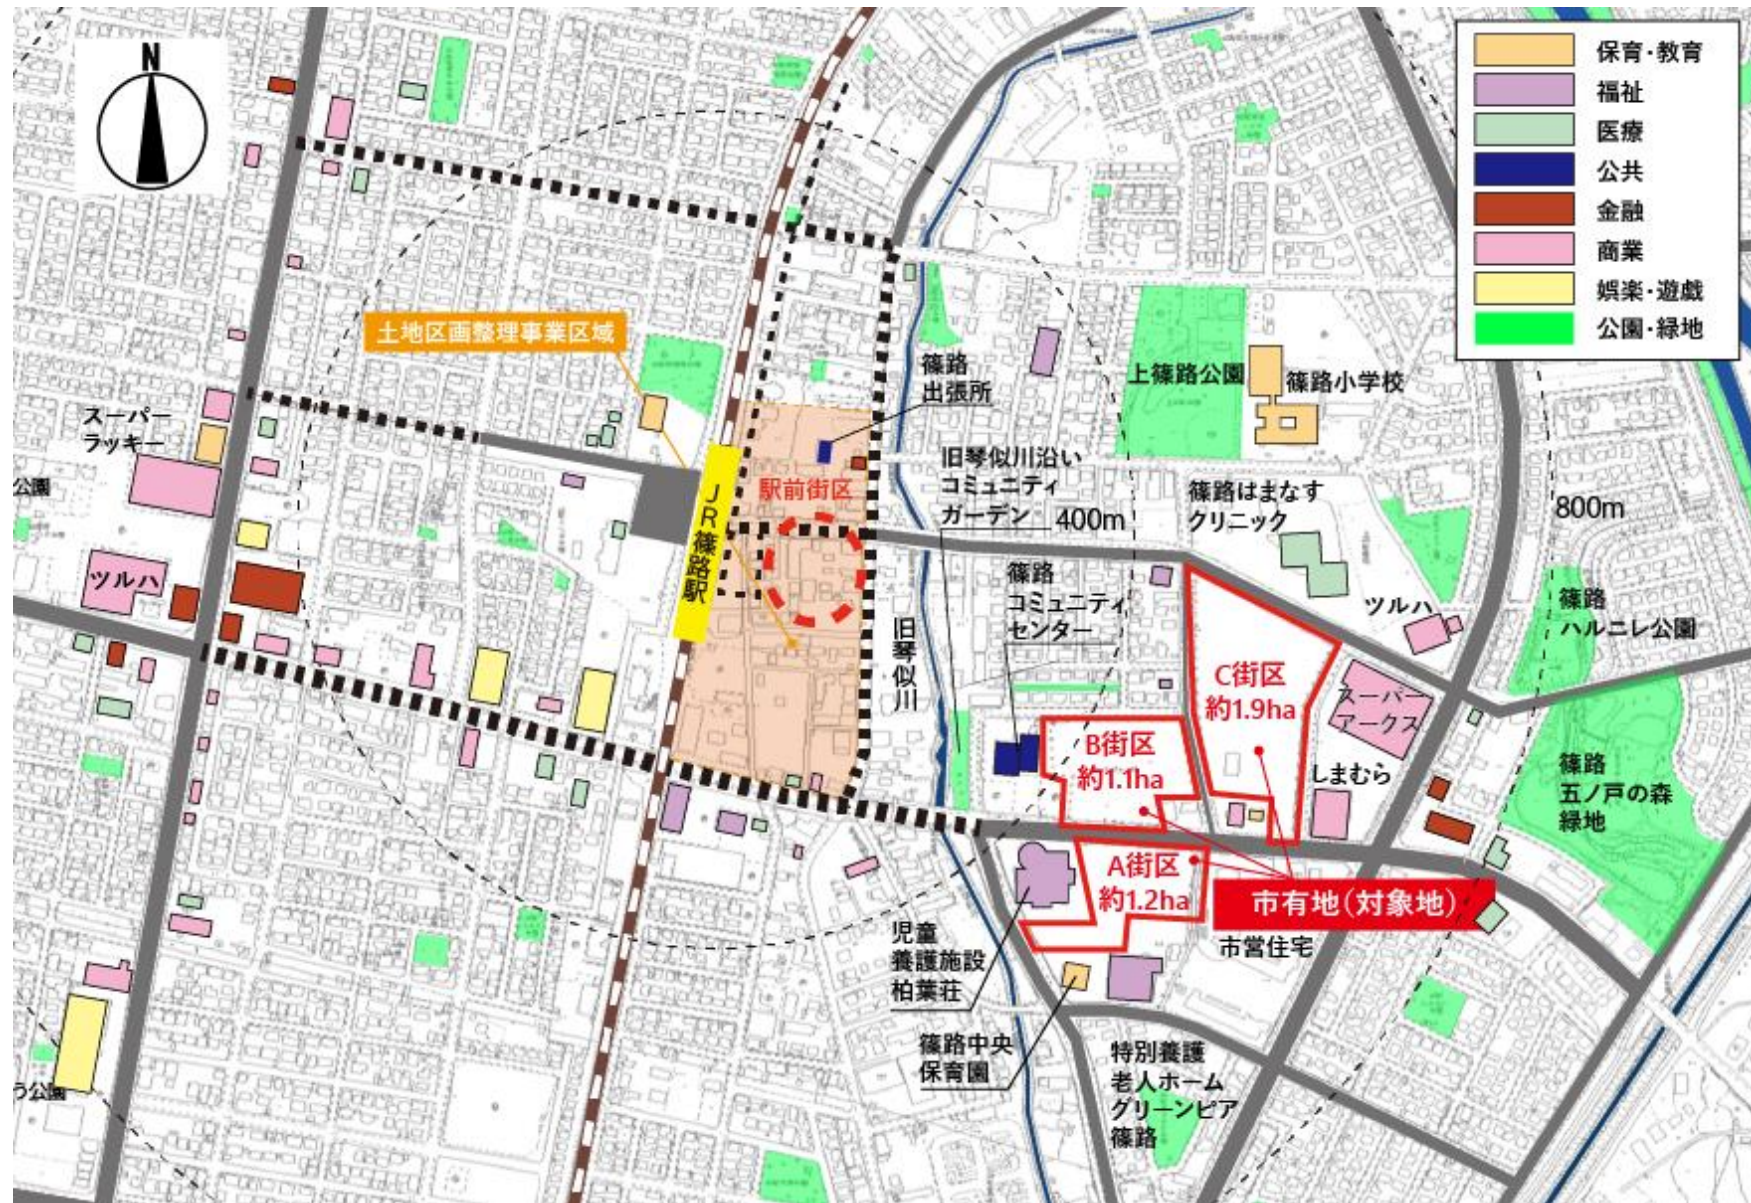 N
保育・教育
福祉
医療
公共
金融
商業
娯楽・遊戯
公園・緑地
土地区画整理事業区域
篠路
出張所
上篠路公園
篠路小学校
スーパー
ラッキー
公園
駅前街区
旧琴似川沿い
コミュニティ
ガーデン
400m
篠路はまなす
クリニック
800m
JR篠路駅
ツルハ
篠路
コミュニティ
センター
ツルハ
篠路
ハルニレ公園
旧琴似川
C街区
約1.9ha
スーパー
アークス
B街区
約1.1ha
しまむら
篠路
五ノ戸の森
緑地
A街区
約1.2ha
市有地(対象地)
市営住宅
児童
養護施設
柏葉荘
篠路中央
保育園
特別養護
老人ホーム
グリーンピア
篠路
う公園